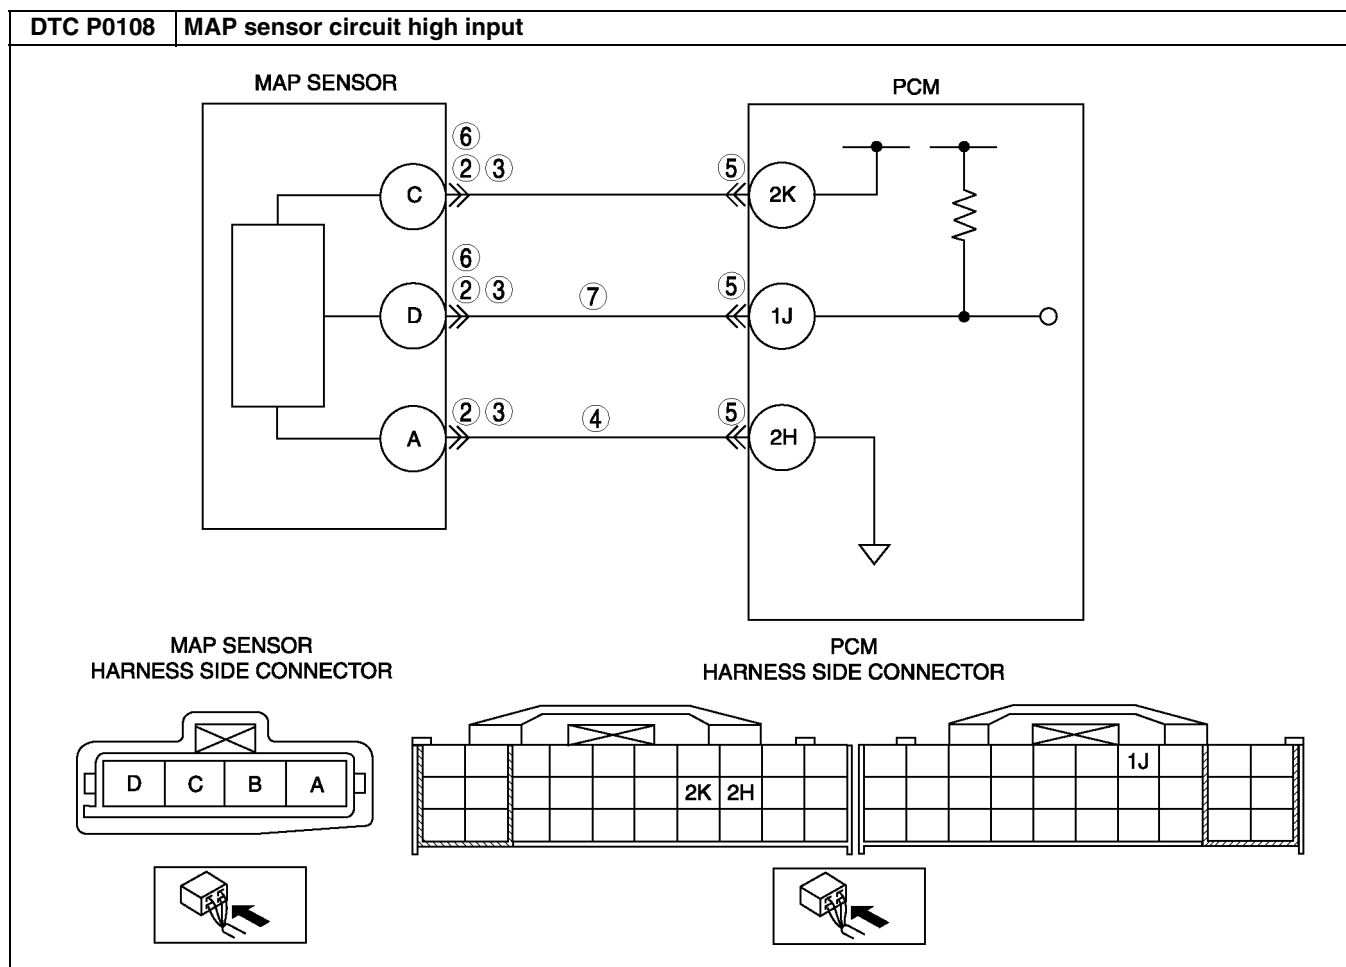 DTC P0108 MAP sensor circuit high input
MAP SENSOR
PCM
6
2 3
5
C
2K
6
2 3
7
5
D
1J
2 3
4
5
A
2H
MAP SENSOR
HARNESS SIDE CONNECTOR
PCM
HARNESS SIDE CONNECTOR
D C B A
2K 2H
1J